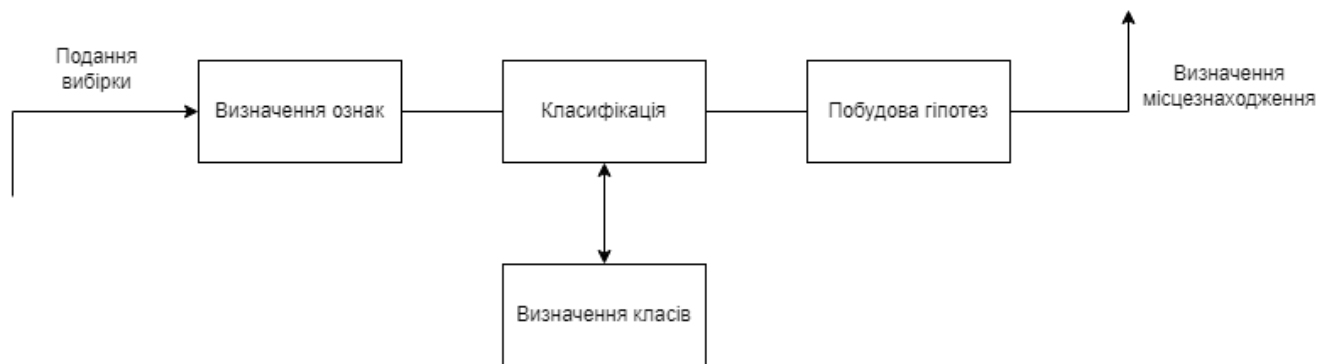 Подання
вибірки
Визначення ознак
Класифікація
Побудова гіпотез
Визначення
місцезнаходження
Визначення класів